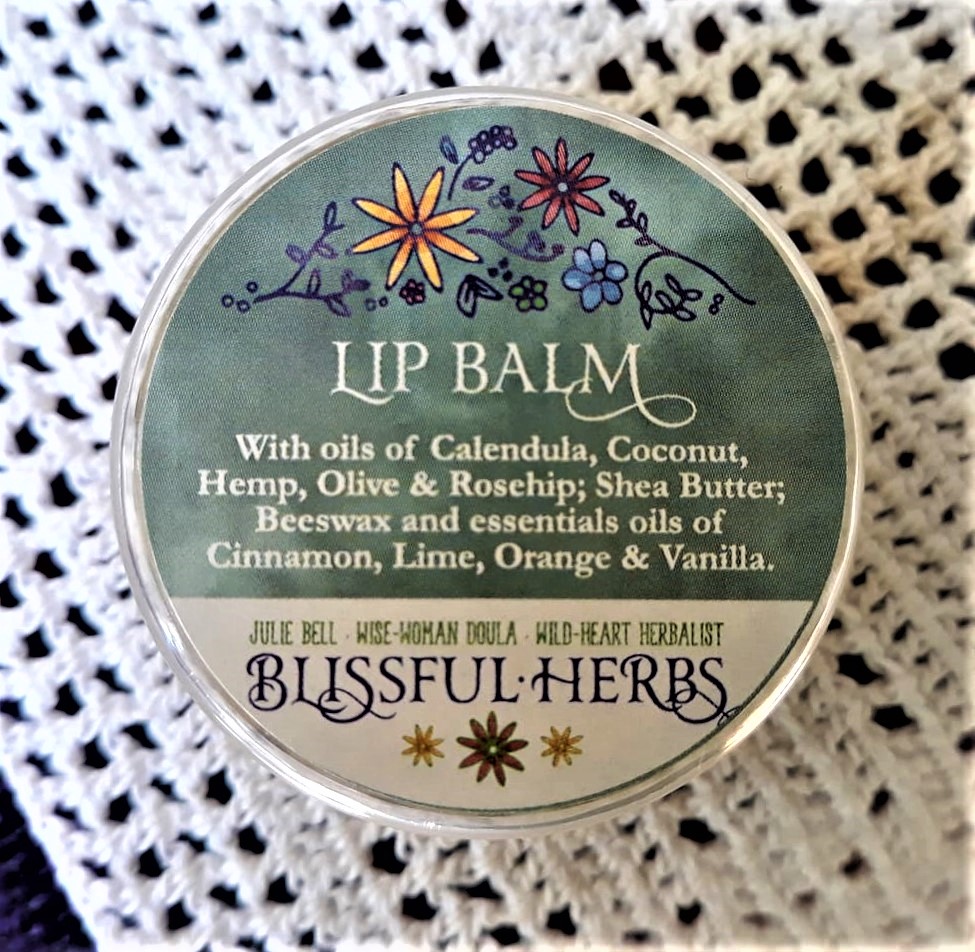 LIP BALM
With oils of Calendula, Coconut,
Hemp, Olive & Rosehip; Shea Butter;
Beeswax and essentials oils of
Cinnamon, Lime, Orange & Vanilla.
JULIE BELL · WISE-WOMAN DOULA · WILD-HEART HERBALIST
BLISSFUL·HERBS